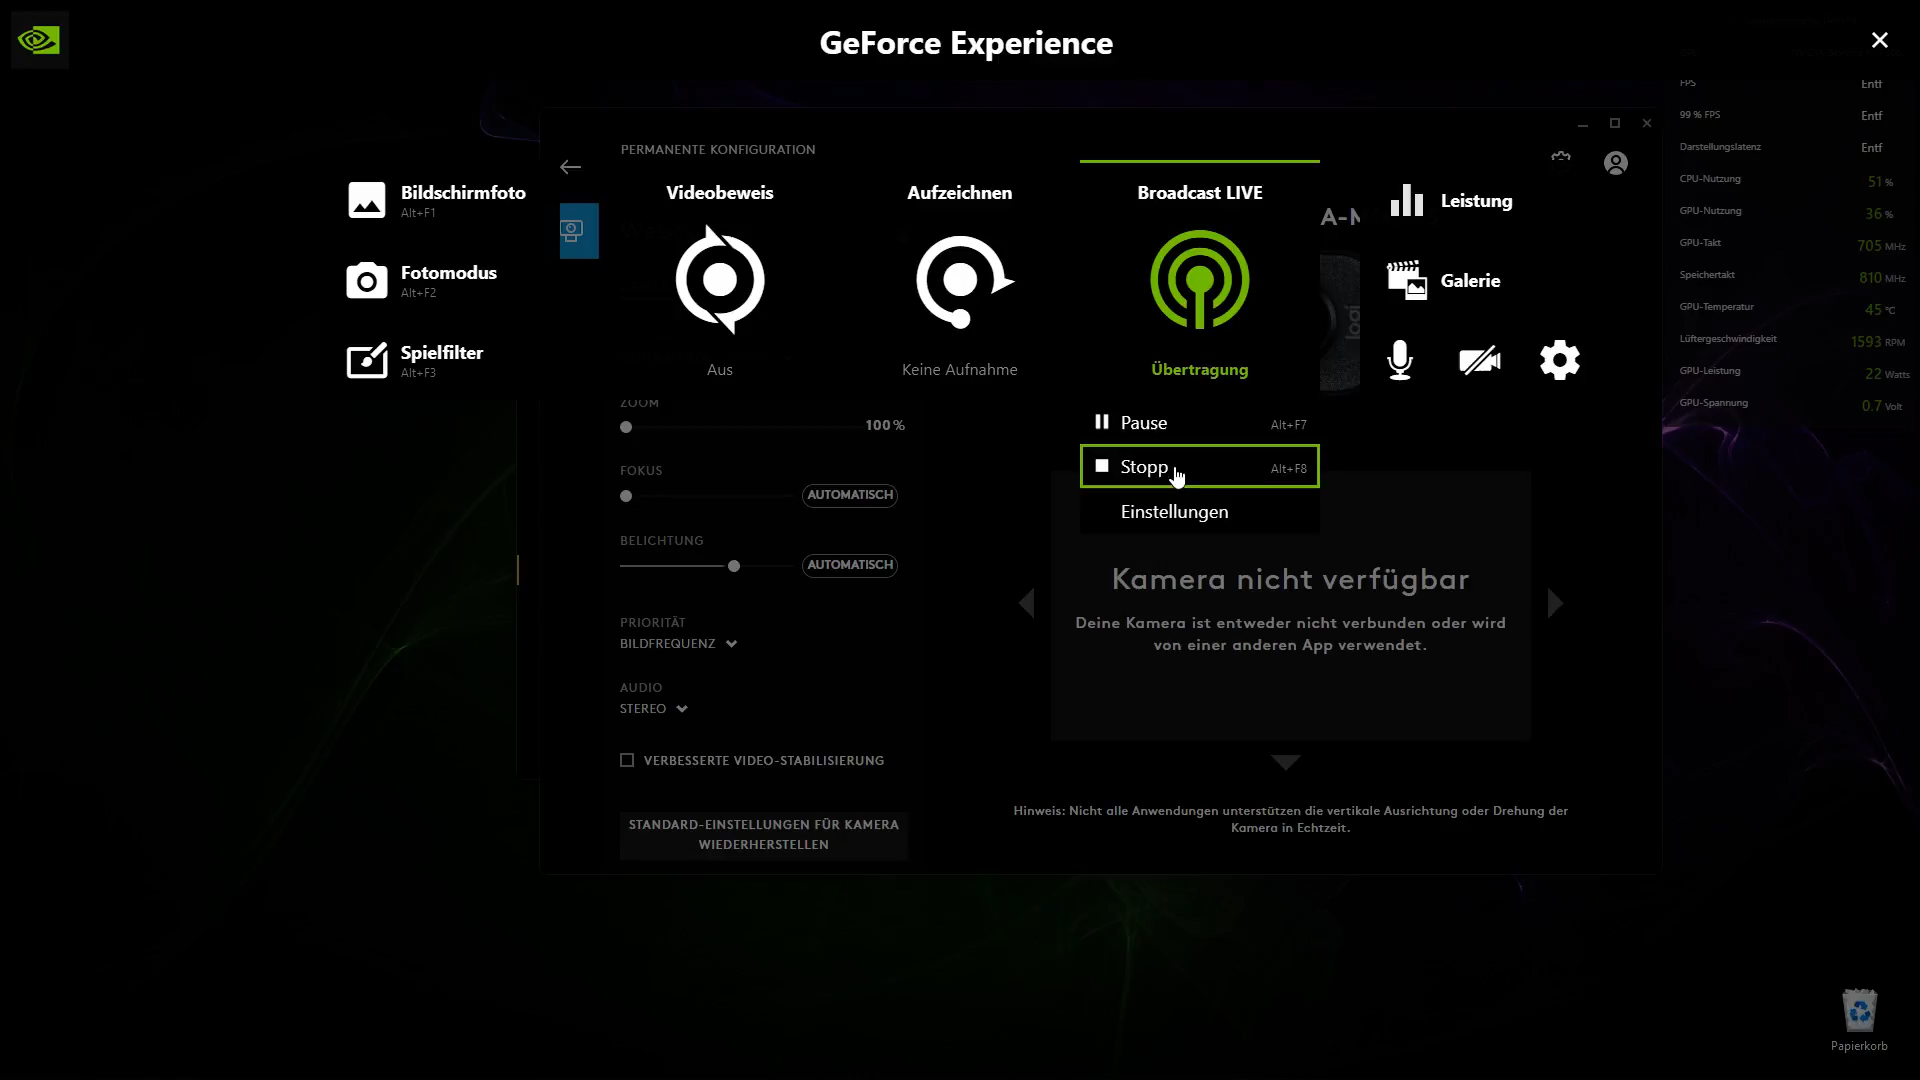 GeForce Experience
FPS Entf
99 % FPS Entf
Darstellungslatenz Entf
CPU-Nutzung 51 %
GPU-Nutzung 36 %
GPU-Takt 705 MHz
Speichertakt 810 MHz
GPU-Temperatur 45 °C
Lüftergeschwindigkeit 1593 RPM
GPU-Leistung 22 Watts
GPU-Spannung 0.7 Volt
PERMANENTE KONFIGURATION
Bildschirmfoto
Alt+F1
Fotomodus
Alt+F2
Spielfilter
Alt+F3
Videobeweis
Aus
Aufzeichnen
Keine Aufnahme
Broadcast LIVE
Übertragung
Pause Alt+F7
Stopp Alt+F8
Einstellungen
A-M
logi
Leistung
Galerie
ZOOM
100 %
FOKUS
AUTOMATISCH
BELICHTUNG
AUTOMATISCH
PRIORITÄT
BILDFREQUENZ
AUDIO
STEREO
VERBESSERTE VIDEO-STABILISIERUNG
STANDARD-EINSTELLUNGEN FÜR KAMERA
WIEDERHERSTELLEN
Kamera nicht verfügbar
Deine Kamera ist entweder nicht verbunden oder wird
von einer anderen App verwendet.
Hinweis: Nicht alle Anwendungen unterstützen die vertikale Ausrichtung oder Drehung der
Kamera in Echtzeit.
Papierkorb